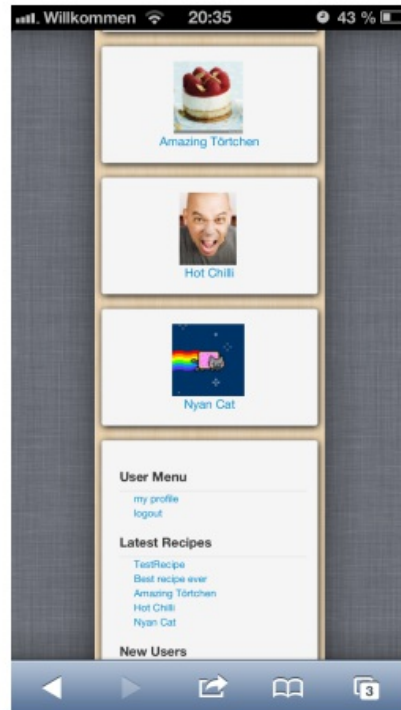 Willkommen 20:35 43 %
Amazing Törtchen
Hot Chilli
Nyan Cat
User Menu
my profile
logout
Latest Recipes
TestRecipe
Best recipe ever
Amazing Törtchen
Hot Chilli
Nyan Cat
New Users
3